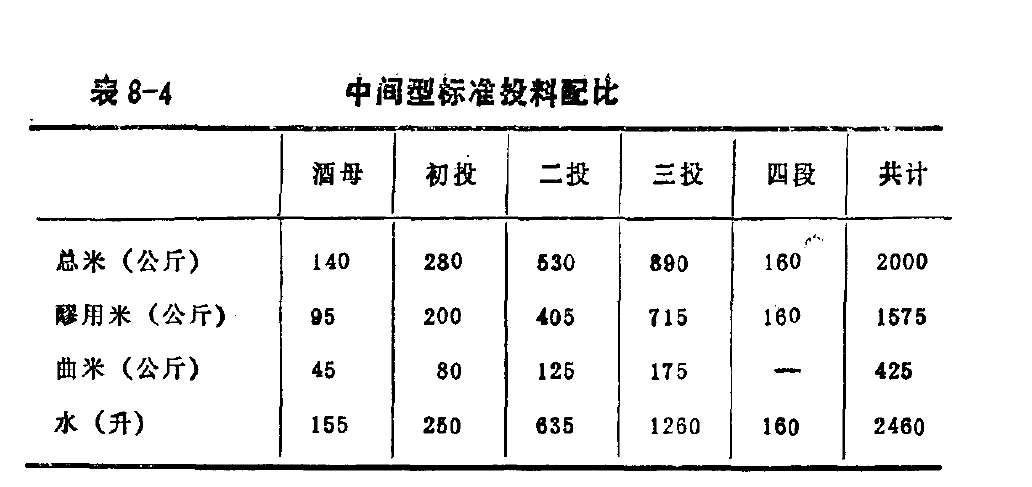 表8-4 中间型标准投料配比
酒母 初投 二投 三投 四段 共计
总米（公斤） 140 280 530 890 160 2000
醪用米（公斤） 95 200 405 715 160 1575
曲米（公斤） 45 80 125 175 — 425
水（升） 155 250 635 1260 160 2460